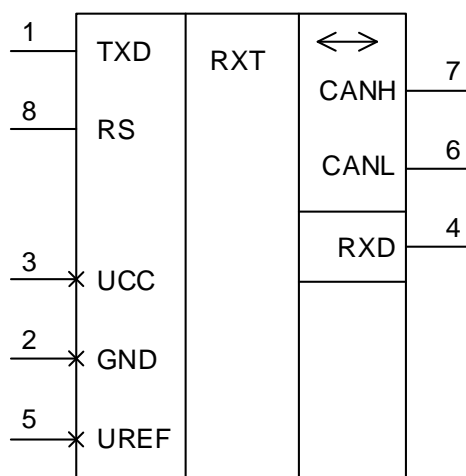 1 TXD RXT
CANH 7
8 RS
CANL 6
RXD 4
3 UCC
2 GND
5 UREF